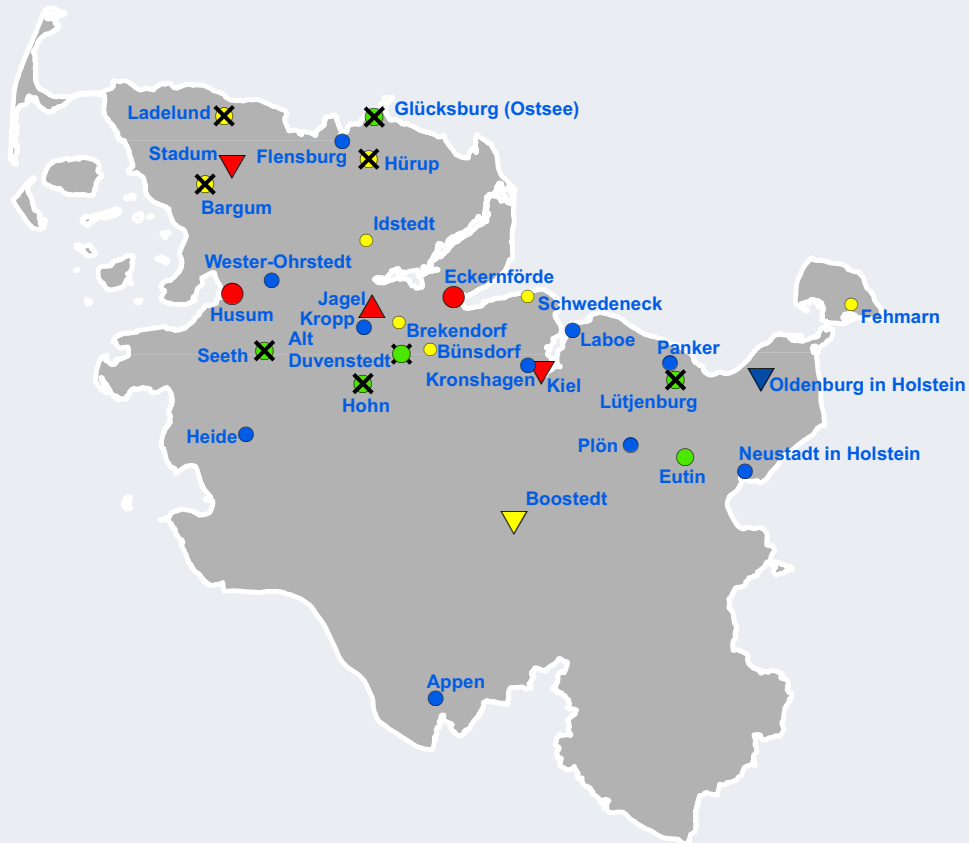 Ladelund
Glücksburg (Ostsee)
Stadum
Flensburg
Hürup
Bargum
Idstedt
Wester-Ohrstedt
Eckernförde
Husum
Jagel
Schwedeneck
Fehmarn
Kropp
Brekendorf
Alt
Duvenstedt
Laboe
Seeth
Bünsdorf
Panker
Kronshagen
Kiel
Oldenburg in Holstein
Hohn
Lütjenburg
Heide
Plön
Neustadt in Holstein
Eutin
Boostedt
Appen